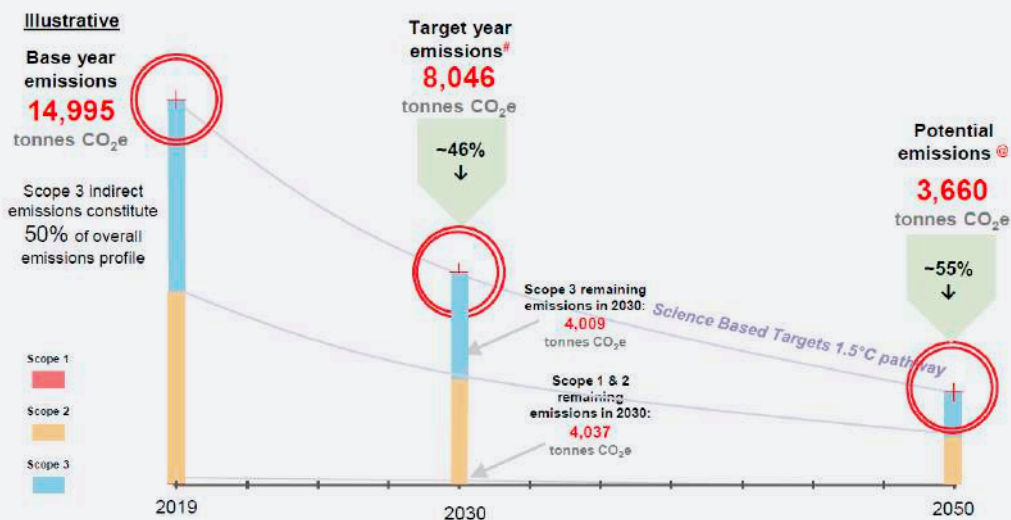 Illustrative
Base year
emissions
14,995
tonnes CO₂e
Scope 3 indirect
emissions constitute
50% of overall
emissions profile
Target year
emissions#
8,046
tonnes CO₂e
~46%
↓
Potential
emissions @
3,660
tonnes CO₂e
~55%
↓
Scope 3 remaining
emissions in 2030:
4,009
tonnes CO₂e
Science Based Targets 1.5°C pathway
Scope 1 & 2
remaining
emissions in 2030:
4,037
tonnes CO₂e
Scope 1
Scope 2
Scope 3
2019
2030
2050